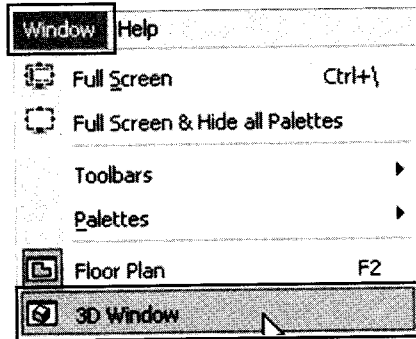 Window Help
Full Screen Ctrl+\
Full Screen & Hide all Palettes
Toolbars
Palettes
Floor Plan F2
3D Window